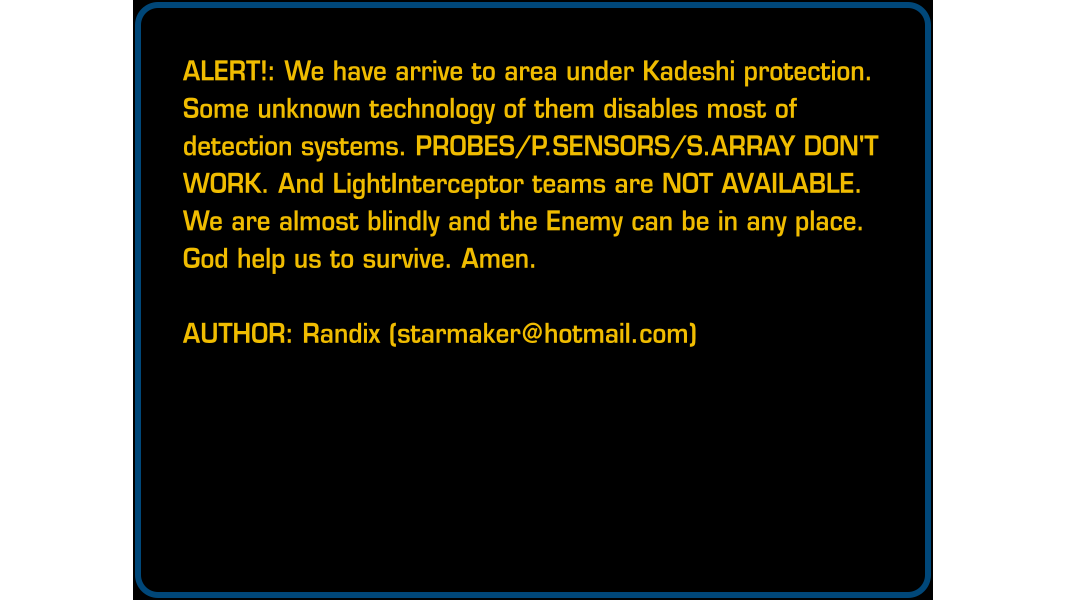 ALERT!: We have arrive to area under Kadeshi protection.
Some unknown technology of them disables most of
detection systems. PROBES/P.SENSORS/S.ARRAY DON'T
WORK. And LightInterceptor teams are NOT AVAILABLE.
We are almost blindly and the Enemy can be in any place.
God help us to survive. Amen.

AUTHOR: Randix (starmaker@hotmail.com)